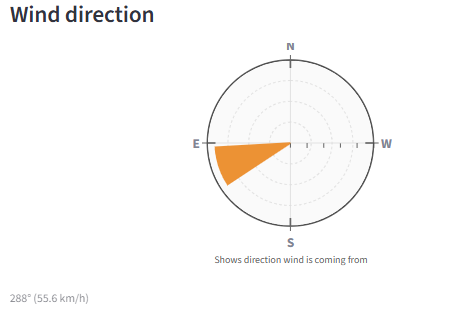 Wind direction
N
E
W
S
Shows direction wind is coming from
288° (55.6 km/h)